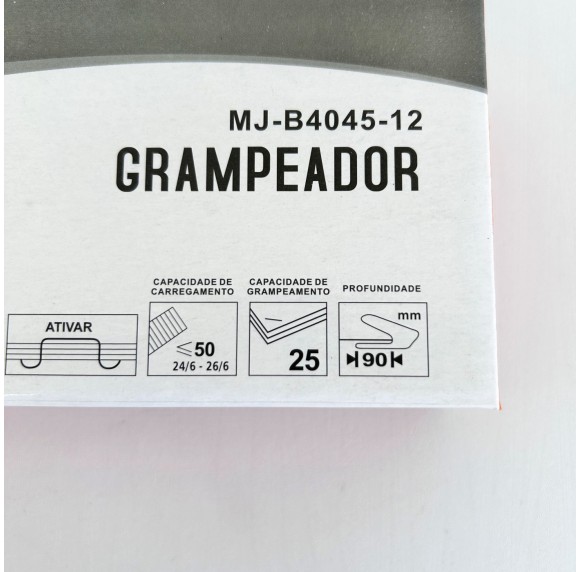 MJ-B4045-12
GRAMPEADOR
ATIVAR
CAPACIDADE DE
CARREGAMENTO
≤50
24/6 - 26/6
CAPACIDADE DE
GRAMPEAMENTO
25
PROFUNDIDADE
mm
90